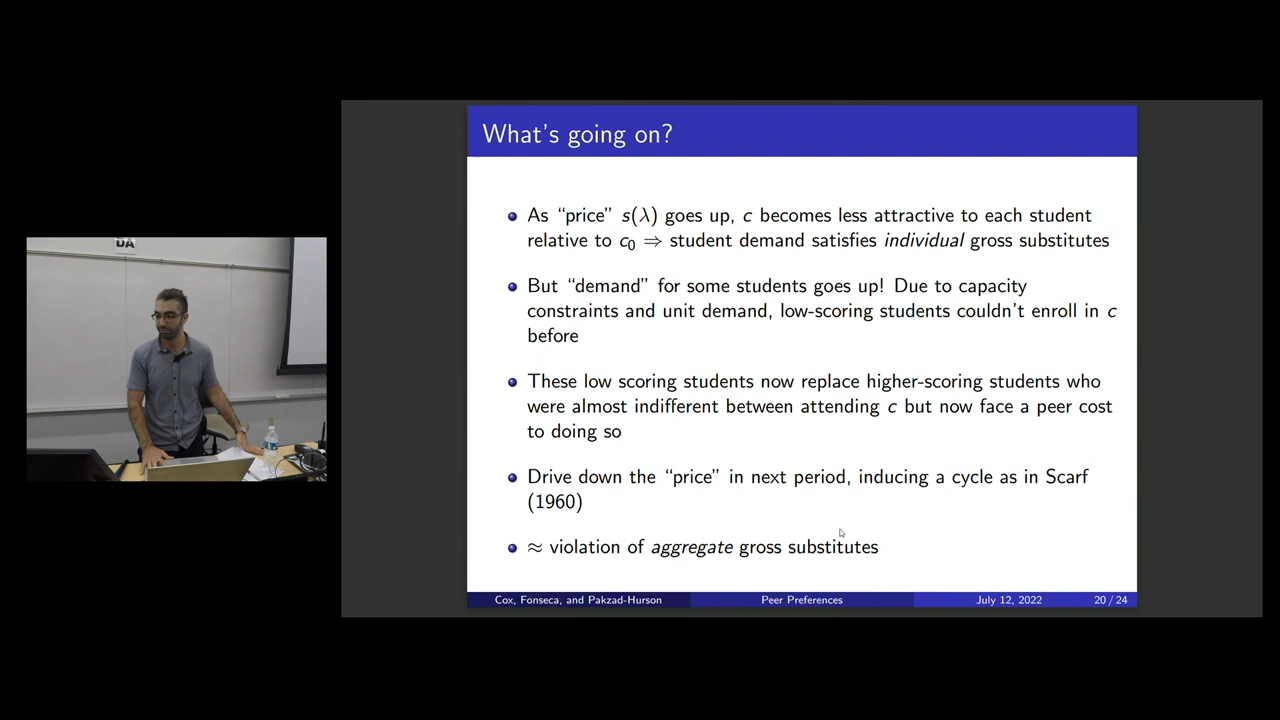 DA
What's going on?
As “price” s(λ) goes up, c becomes less attractive to each student
relative to c₀ ⇒ student demand satisfies individual gross substitutes
But “demand” for some students goes up! Due to capacity
constraints and unit demand, low-scoring students couldn't enroll in c
before
These low scoring students now replace higher-scoring students who
were almost indifferent between attending c but now face a peer cost
to doing so
Drive down the “price” in next period, inducing a cycle as in Scarf
(1960)
≈ violation of aggregate gross substitutes
Cox, Fonseca, and Pakzad-Hurson
Peer Preferences
July 12, 2022
20 / 24